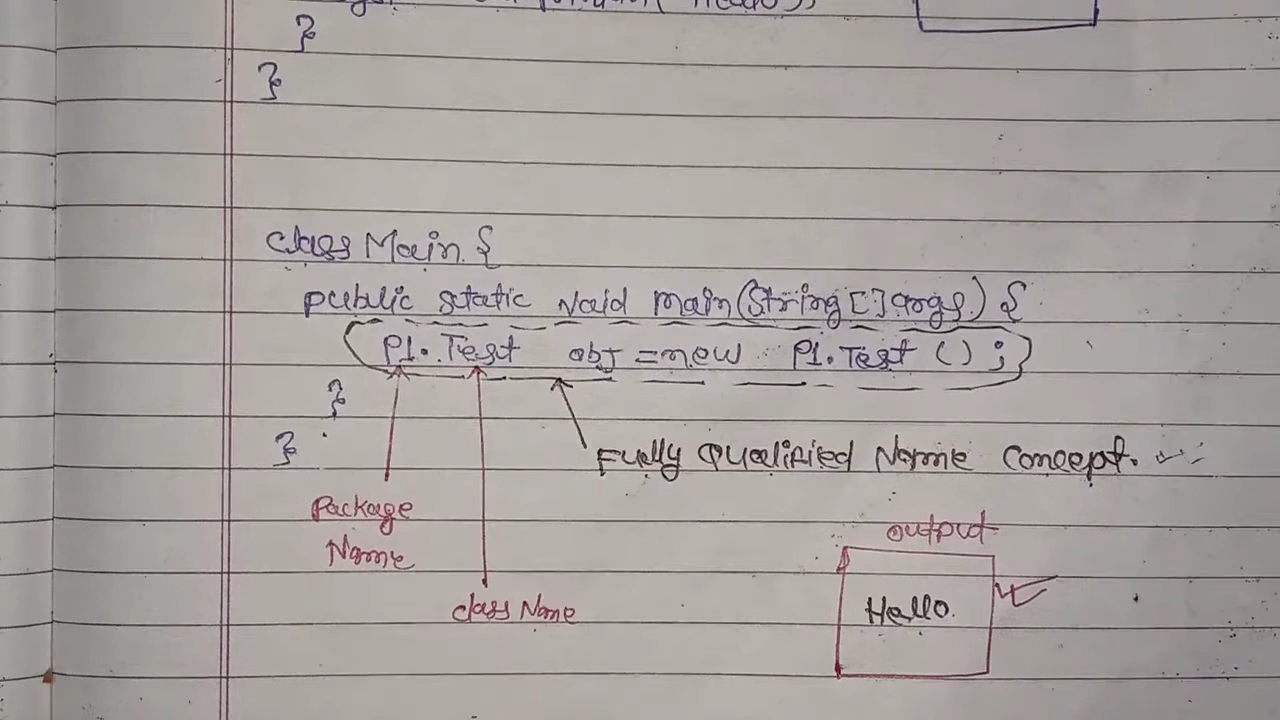 }
}
class Main {
public static void main(String[] args) {
P1. Test obj = new P1. Test () ;
}
}
Fully Qualified Name Concept.
Package
Name
class Name
output
Hello.